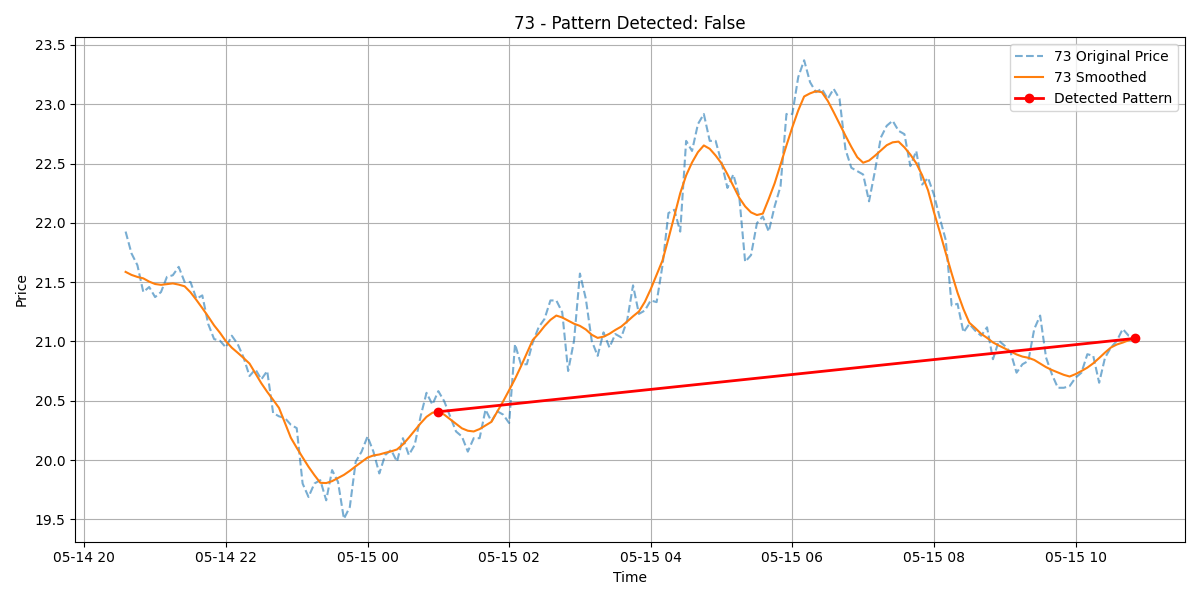 73 - Pattern Detected: False
73 Original Price
73 Smoothed
Detected Pattern
Price
23.5
23.0
22.5
22.0
21.5
21.0
20.5
20.0
19.5
05-14 20 05-14 22 05-15 00 05-15 02 05-15 04 05-15 06 05-15 08 05-15 10
Time